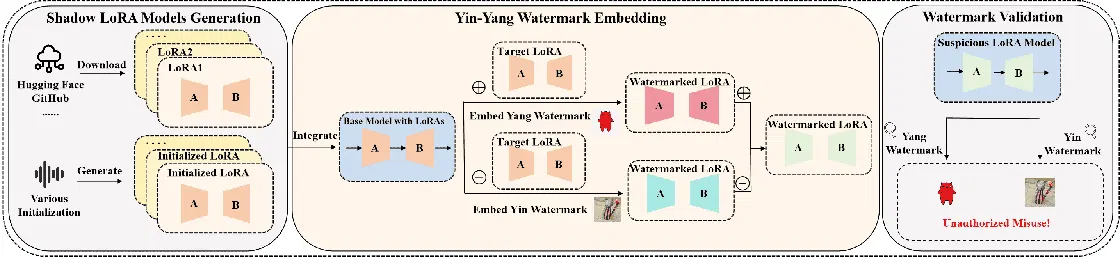 Shadow LoRA Models Generation
Hugging Face
GitHub
......
Download
......
LoRA2
LoRA1
A B
Various
Initialization
Generate
......
Initialized LoRA
Initialized LoRA
A B
Integrate
Yin-Yang Watermark Embedding
Base Model with LoRAs
A B
Target LoRA
A B
Embed Yang Watermark
Target LoRA
A B
Embed Yin Watermark
Watermarked LoRA
A B
Watermarked LoRA
A B
Watermarked LoRA
A B
Watermark Validation
Suspicious LoRA Model
A B
Yang
Watermark
Yin
Watermark
Unauthorized Misuse!